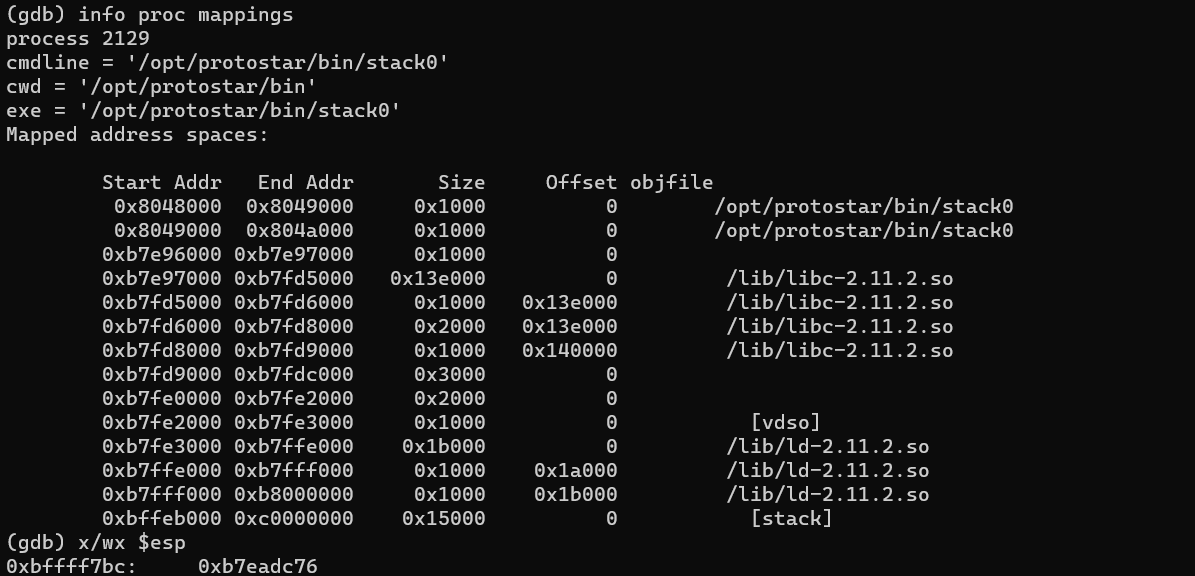 (gdb) info proc mappings
process 2129
cmdline = '/opt/protostar/bin/stack0'
cwd = '/opt/protostar/bin'
exe = '/opt/protostar/bin/stack0'
Mapped address spaces:

        Start Addr   End Addr       Size     Offset objfile
         0x8048000  0x8049000     0x1000          0        /opt/protostar/bin/stack0
         0x8049000  0x804a000     0x1000          0        /opt/protostar/bin/stack0
        0xb7e96000 0xb7e97000     0x1000          0
        0xb7e97000 0xb7fd5000   0x13e000          0         /lib/libc-2.11.2.so
        0xb7fd5000 0xb7fd6000     0x1000   0x13e000         /lib/libc-2.11.2.so
        0xb7fd6000 0xb7fd8000     0x2000   0x13e000         /lib/libc-2.11.2.so
        0xb7fd8000 0xb7fd9000     0x1000   0x140000         /lib/libc-2.11.2.so
        0xb7fd9000 0xb7fdc000     0x3000          0
        0xb7fe0000 0xb7fe2000     0x2000          0
        0xb7fe2000 0xb7fe3000     0x1000          0           [vdso]
        0xb7fe3000 0xb7ffe000    0x1b000          0         /lib/ld-2.11.2.so
        0xb7ffe000 0xb7fff000     0x1000    0x1a000         /lib/ld-2.11.2.so
        0xb7fff000 0xb8000000     0x1000    0x1b000         /lib/ld-2.11.2.so
        0xbffeb000 0xc0000000    0x15000          0           [stack]
(gdb) x/wx $esp
0xbffff7bc:     0xb7eadc76